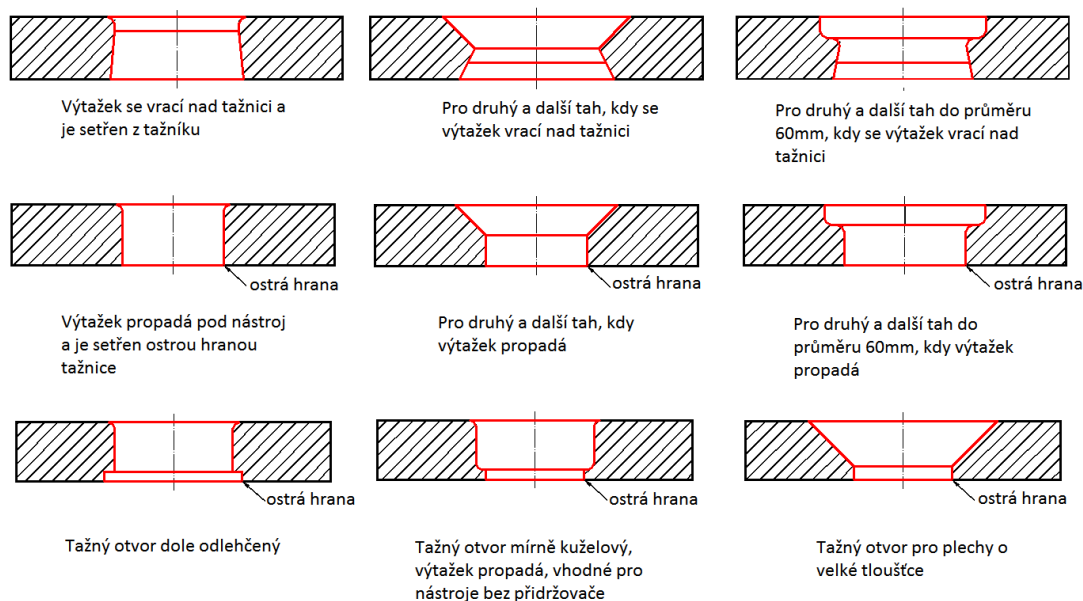 Výtažek se vrací nad tažnici a
je setřen z tažníku
Pro druhý a další tah, kdy se
výtažek vrací nad tažnici
Pro druhý a další tah do průměru
60mm, kdy se výtažek vrací nad
tažnici
ostrá hrana
Výtažek propadá pod nástroj
a je setřen ostrou hranou
tažnice
ostrá hrana
Pro druhý a další tah, kdy
výtažek propadá
ostrá hrana
Pro druhý a další tah do
průměru 60mm, kdy výtažek
propadá
ostrá hrana
Tažný otvor dole odlehčený
ostrá hrana
Tažný otvor mírně kuželový,
výtažek propadá, vhodné pro
nástroje bez přidržovače
ostrá hrana
Tažný otvor pro plechy o
velké tloušťce